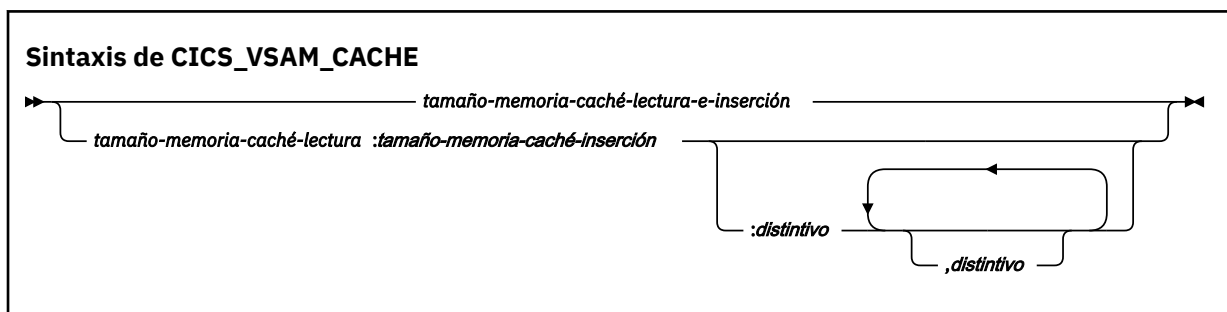 Sintaxis de CICS_VSAM_CACHE
tamaño-memoria-caché-lectura-e-inserción
tamaño-memoria-caché-lectura :tamaño-memoria-caché-inserción
:distintivo
,distintivo